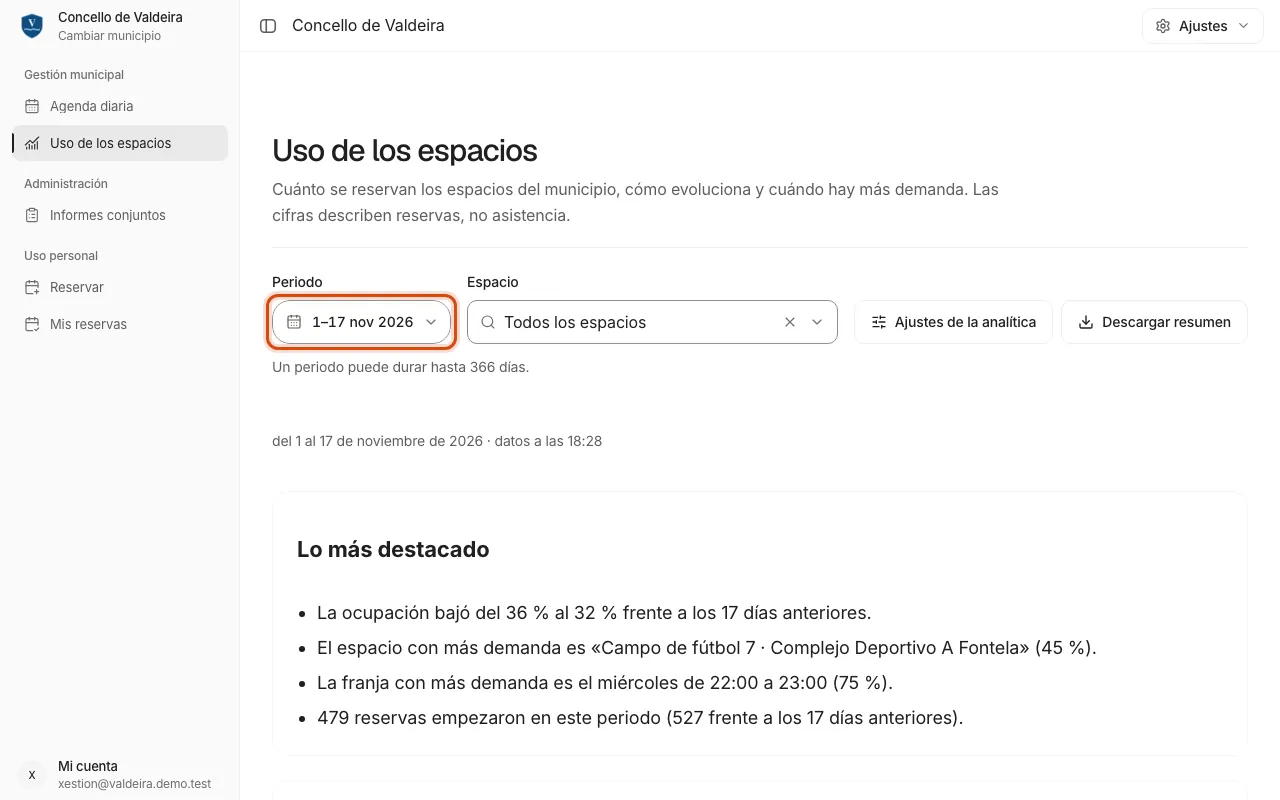 Concello de Valdeira
Cambiar municipio
Gestión municipal
Agenda diaria
Uso de los espacios
Administración
Informes conjuntos
Uso personal
Reservar
Mis reservas
X
Mi cuenta
xestion@valdeira.demo.test
Concello de Valdeira
Ajustes
Uso de los espacios
Cuánto se reservan los espacios del municipio, cómo evoluciona y cuándo hay más demanda. Las
cifras describen reservas, no asistencia.
Periodo
Espacio
1–17 nov 2026
Todos los espacios
Ajustes de la analítica
Descargar resumen
Un periodo puede durar hasta 366 días.
del 1 al 17 de noviembre de 2026 · datos a las 18:28
Lo más destacado
• La ocupación bajó del 36 % al 32 % frente a los 17 días anteriores.
• El espacio con más demanda es «Campo de fútbol 7 · Complejo Deportivo A Fontela» (45 %).
• La franja con más demanda es el miércoles de 22:00 a 23:00 (75 %).
• 479 reservas empezaron en este periodo (527 frente a los 17 días anteriores).